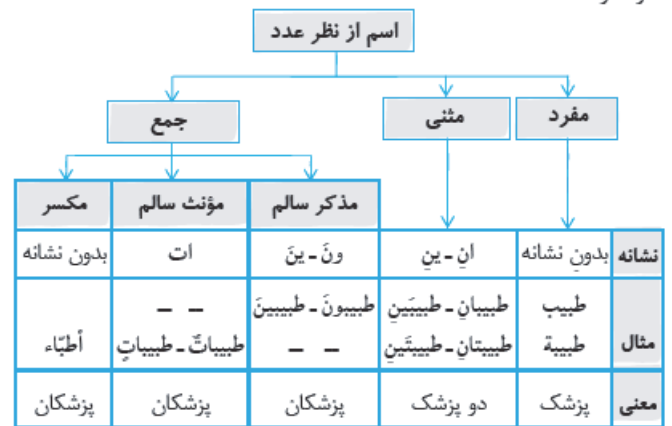 اسم از نظر عدد
مفرد مثنی جمع
مذکر سالم مؤنث سالم مکسر
نشانه بدونِ نشانه انِ ـ ینِ ونَ ـ ینَ ات بدون نشانه
طبیب طبیبانِ ـ طبیبَینِ طبیبونَ ـ طبیبینَ – –
مثال طبیبة طبیبتانِ ـ طبیبتَینِ – – طبیباتٌ ـ طبیباتٍ أطبّاء
معنی پزشک دو پزشک پزشکان پزشکان پزشکان